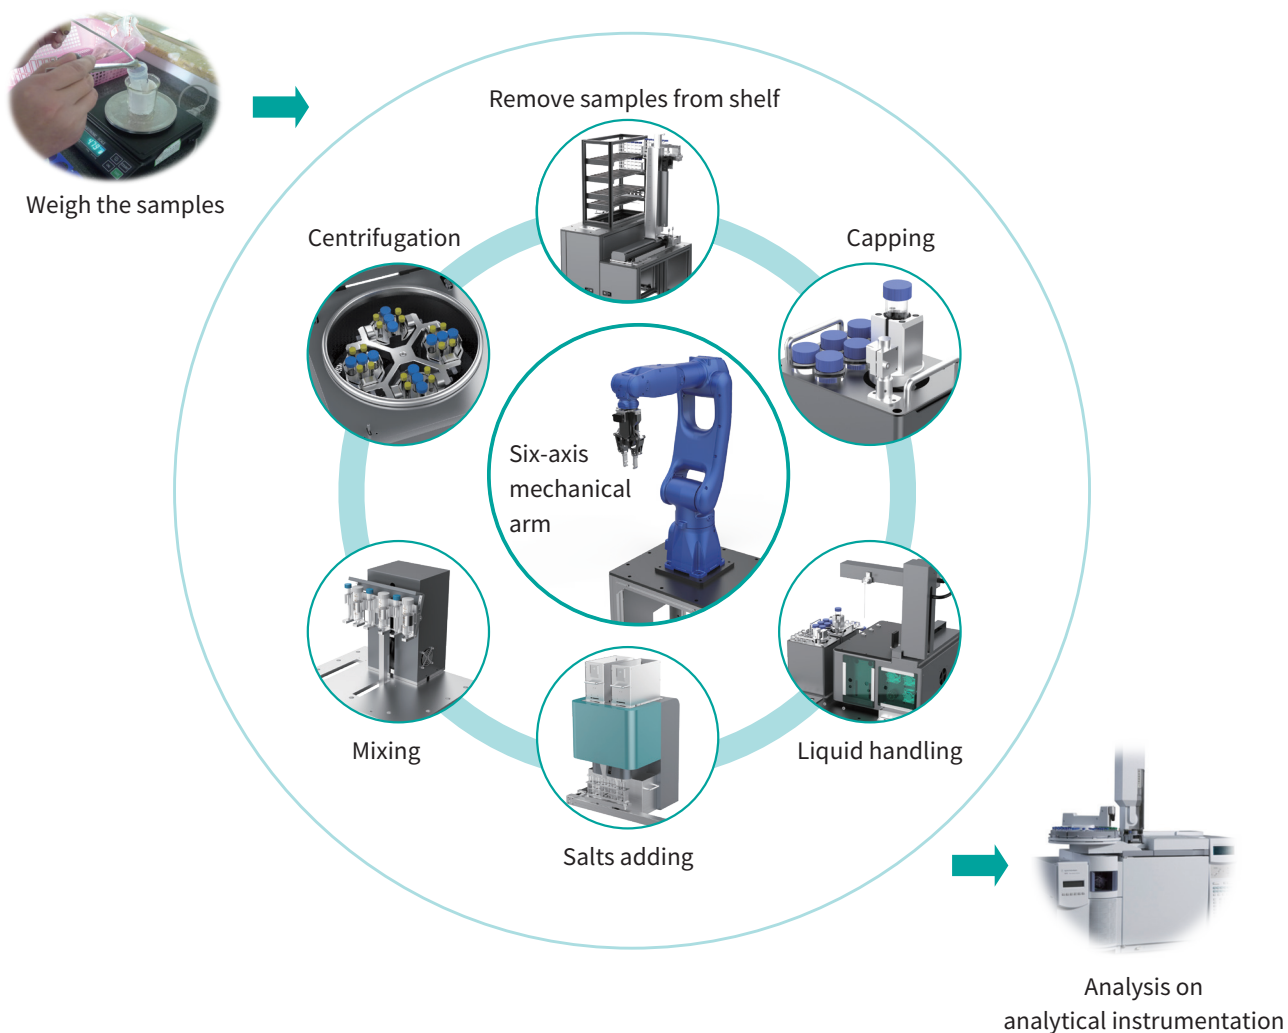 Weigh the samples
Remove samples from shelf
Centrifugation
Capping
Six-axis
mechanical
arm
Mixing
Liquid handling
Salts adding
Analysis on
analytical instrumentation